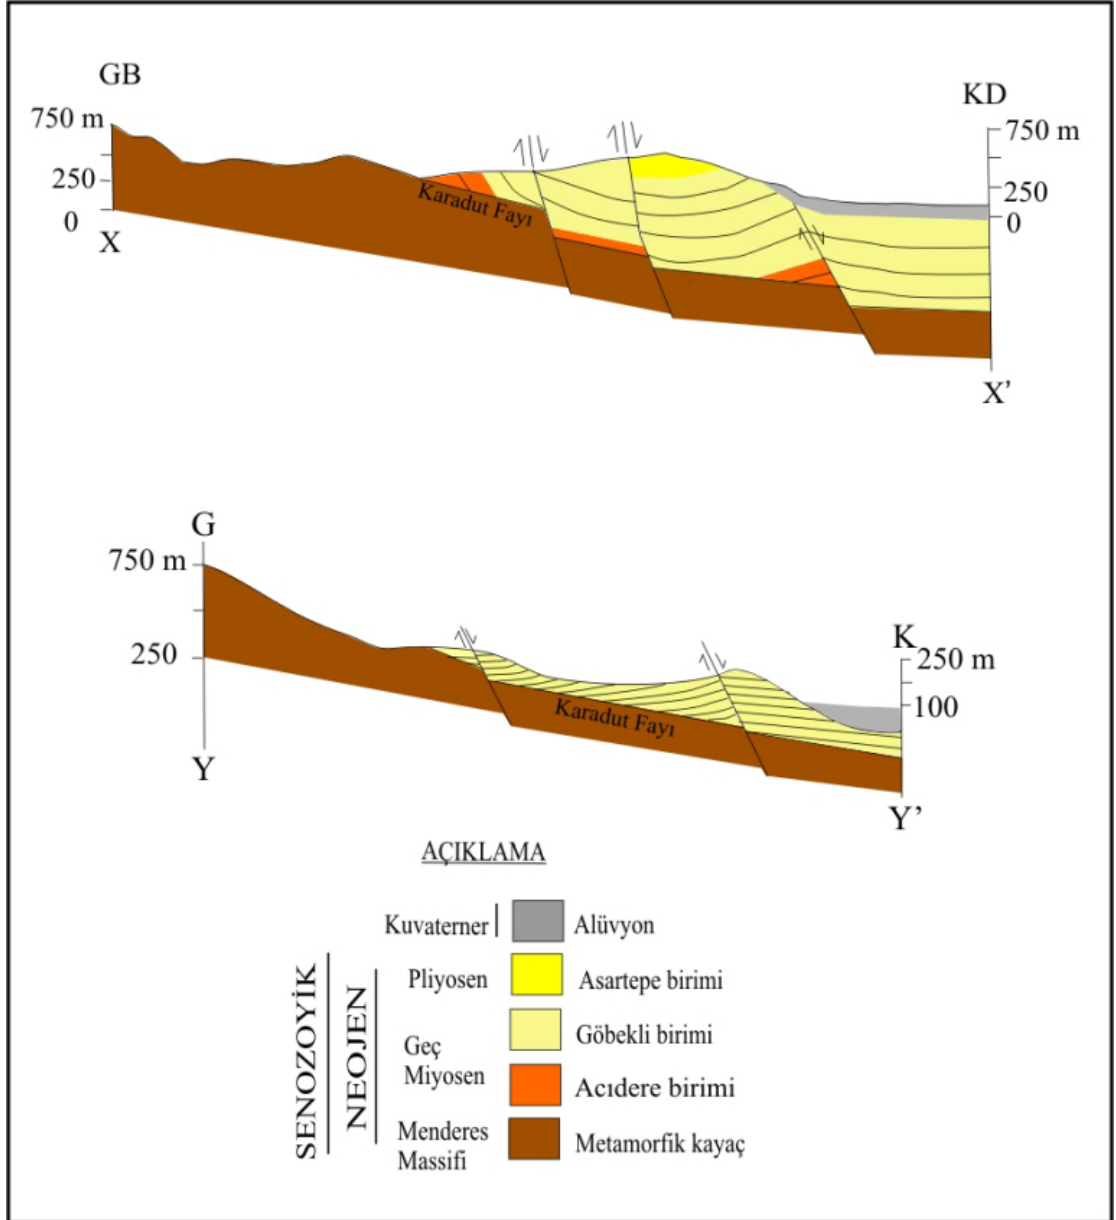 GB
KD
750 m
750 m
250
250
0
0
Karadut Fayı
X
X’
G
750 m
K
250 m
250
100
Karadut Fayı
Y
Y’
AÇIKLAMA
Kuvaterner
Alüvyon
SENOZOYİK
NEOJEN
Pliyosen
Asartepe birimi
Geç
Miyosen
Göbekli birimi
Acıdere birimi
Menderes
Massifi
Metamorfik kayaç